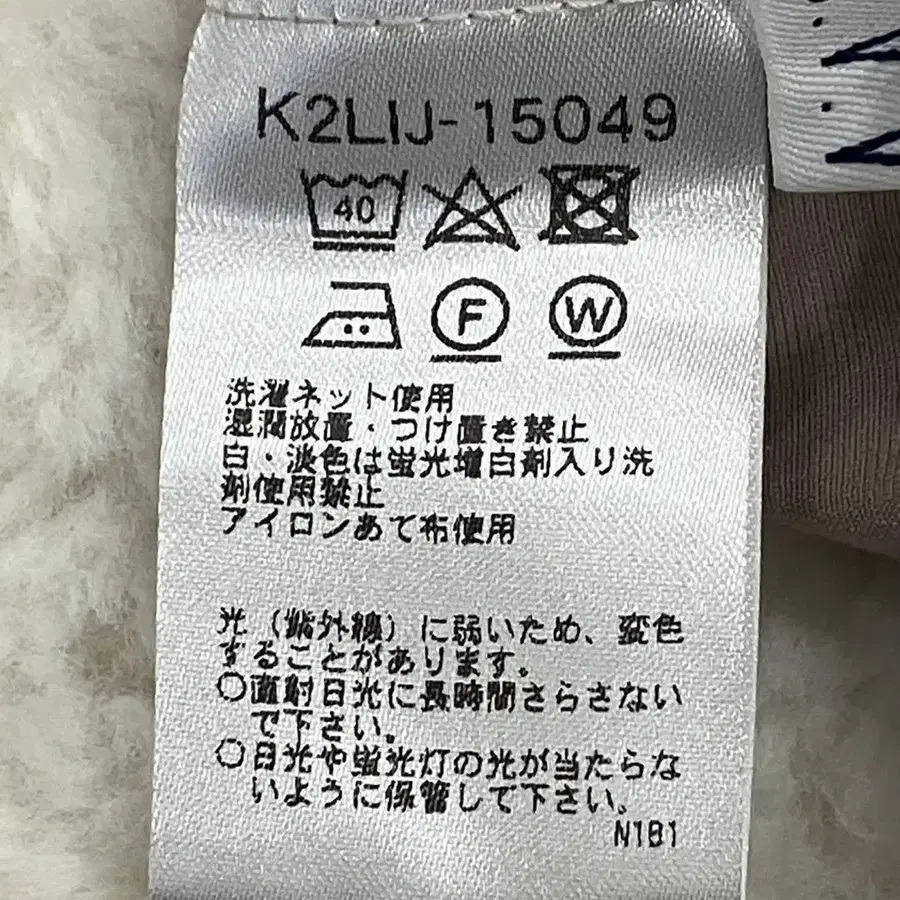 K2LIJ-15049
40
F W
洗濯ネット使用
湿潤放置・つけ置き禁止
白・淡色は蛍光増白剤入り洗
剤使用禁止
アイロンあて布使用
光（紫外線）に弱いため、変色
することがあります。
○直射日光に長時間さらさない
で下さい。
○日光や蛍光灯の光が当たらな
いように保管して下さい。
N1B1